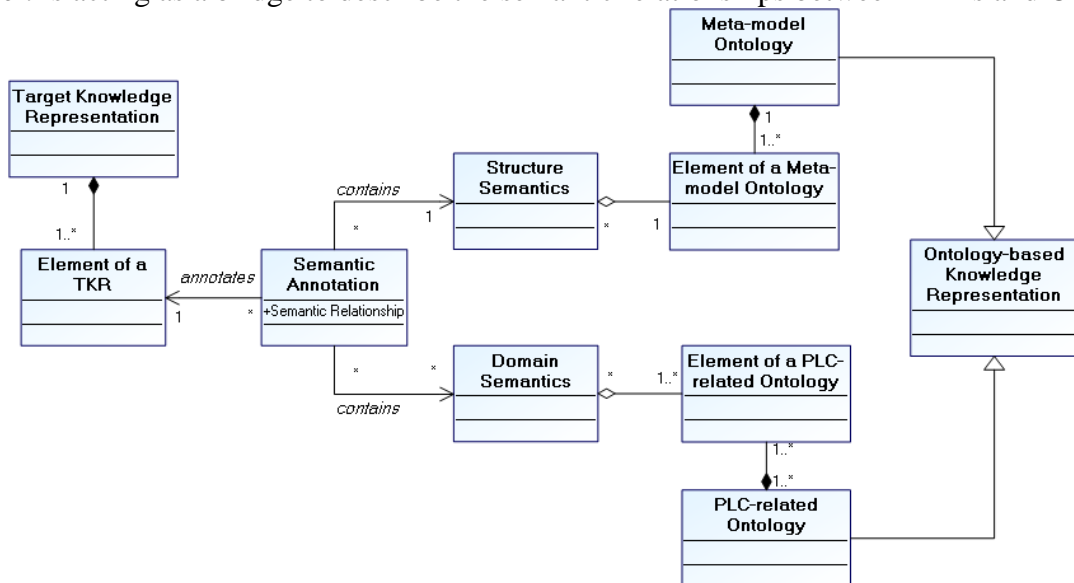 Meta-model
Ontology
1
1..*
Target Knowledge
Representation
1
1..*
Structure
Semantics
contains
1
*
*
1
Element of a Meta-
model Ontology
Element of a
TKR
annotates
1
*
Semantic
Annotation
+Semantic Relationship
Ontology-based
Knowledge
Representation
*
*
contains
Domain
Semantics
*
1..*
Element of a PLC-
related Ontology
1..*
1..*
PLC-related
Ontology